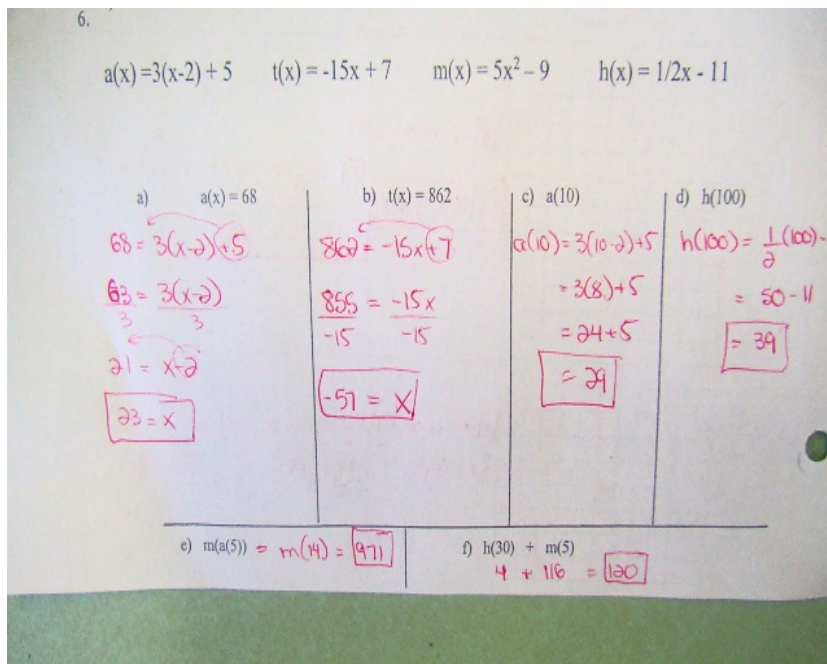 6.
a(x) =3(x-2) + 5 t(x) = -15x + 7 m(x) = 5x² – 9 h(x) = 1/2x - 11
a) a(x) = 68
68 = 3(x-2)+5
63 = 3(x-2)
3 3
21 = x-2
23 = x
b) t(x) = 862
862 = -15x+7
855 = -15x
-15 -15
-57 = x
c) a(10)
a(10) = 3(10-2)+5
= 3(8)+5
= 24+5
= 29
d) h(100)
h(100) = 1/2(100)-
= 50-11
= 39
e) m(a(5)) = m(14) = 971
f) h(30) + m(5)
4 + 116 = 120